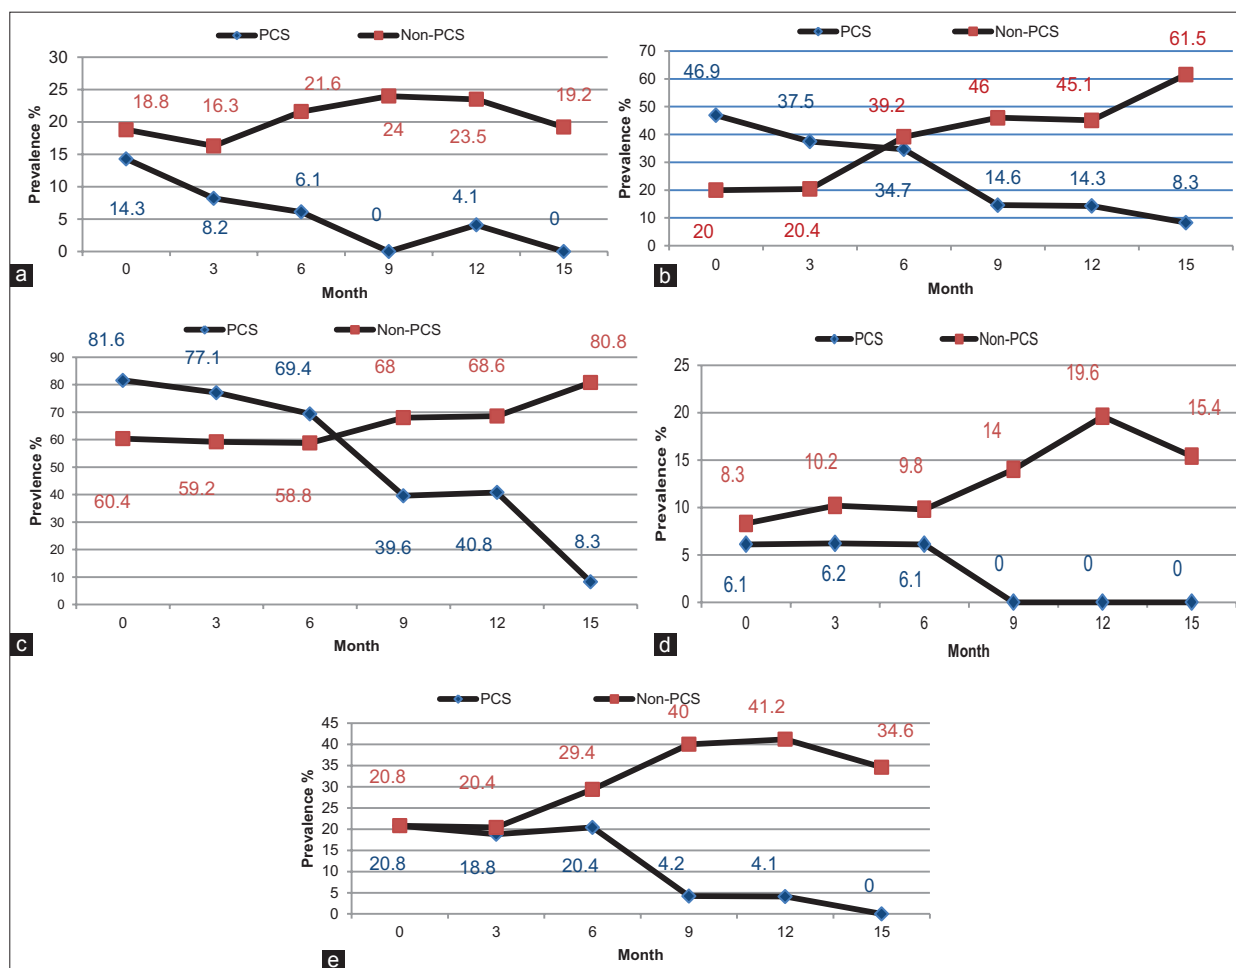 PCS Non-PCS
30
25
20
15
10
5
0
Prevalence %
18.8 16.3 21.6 24 23.5 19.2
14.3 8.2 6.1 0 4.1 0
0 3 6 9 12 15
Month
a
PCS Non-PCS
70
60
50
40
30
20
10
0
Prevalence %
46.9 37.5 34.7 14.6 14.3 8.3
20 20.4 39.2 46 45.1 61.5
0 3 6 9 12 15
Month
b
PCS Non-PCS
90
80
70
60
50
40
30
20
10
0
Prevlence %
81.6 77.1 69.4 39.6 40.8 8.3
60.4 59.2 58.8 68 68.6 80.8
0 3 6 9 12 15
Month
c
PCS Non-PCS
25
20
15
10
5
0
Prevalence %
8.3 10.2 9.8 14 19.6 15.4
6.1 6.2 6.1 0 0 0
0 3 6 9 12 15
Month
d
PCS Non-PCS
45
40
35
30
25
20
15
10
5
0
Prevalence %
20.8 20.4 29.4 40 41.2 34.6
20.8 18.8 20.4 4.2 4.1 0
0 3 6 9 12 15
Month
e